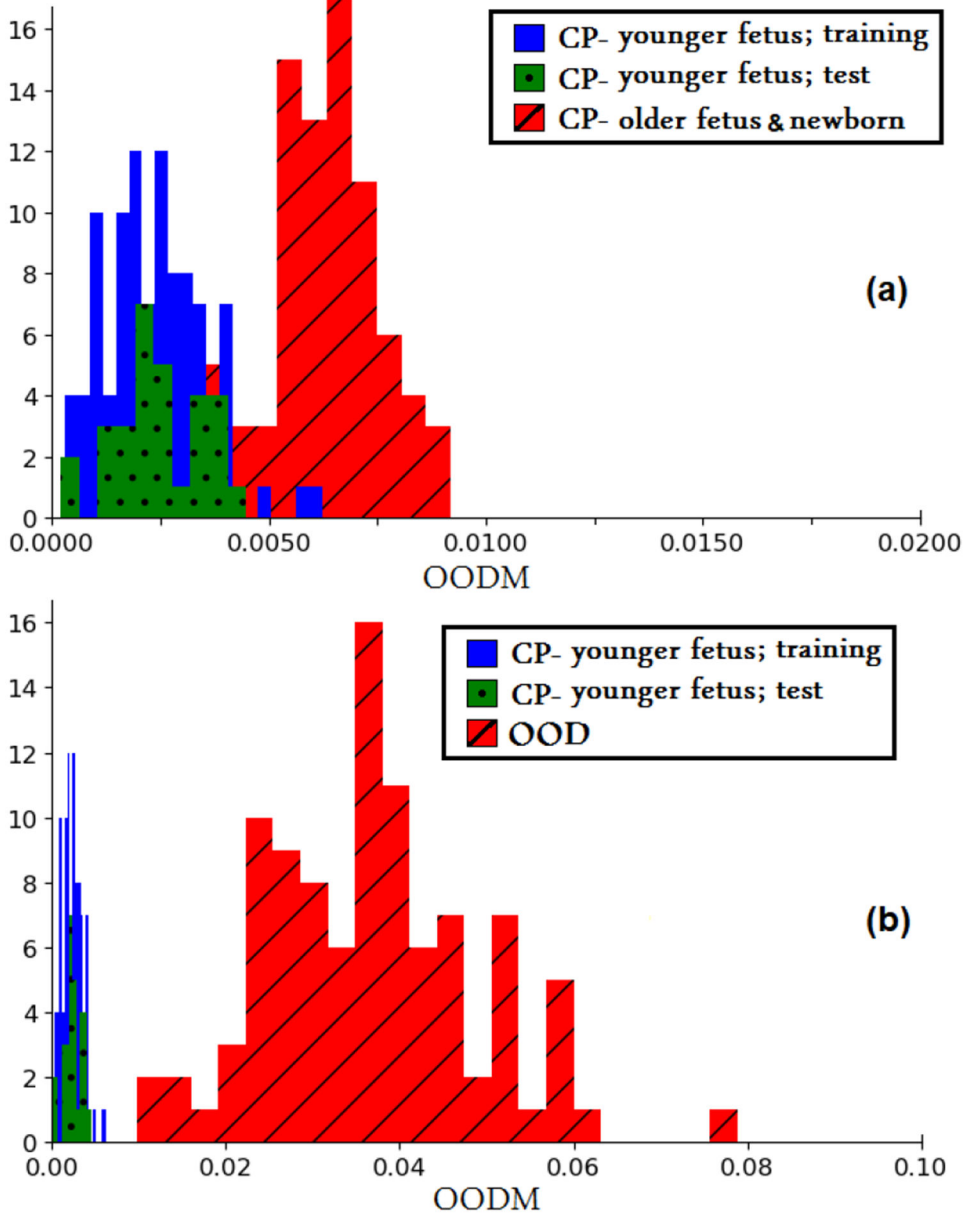 16
14
12
10
8
6
4
2
0
CP- younger fetus; training
CP- younger fetus; test
CP- older fetus & newborn
(a)
0.0000 0.0050 0.0100 0.0150 0.0200
OODM
16
14
12
10
8
6
4
2
0
CP- younger fetus; training
CP- younger fetus; test
OOD
(b)
0.00 0.02 0.04 0.06 0.08 0.10
OODM